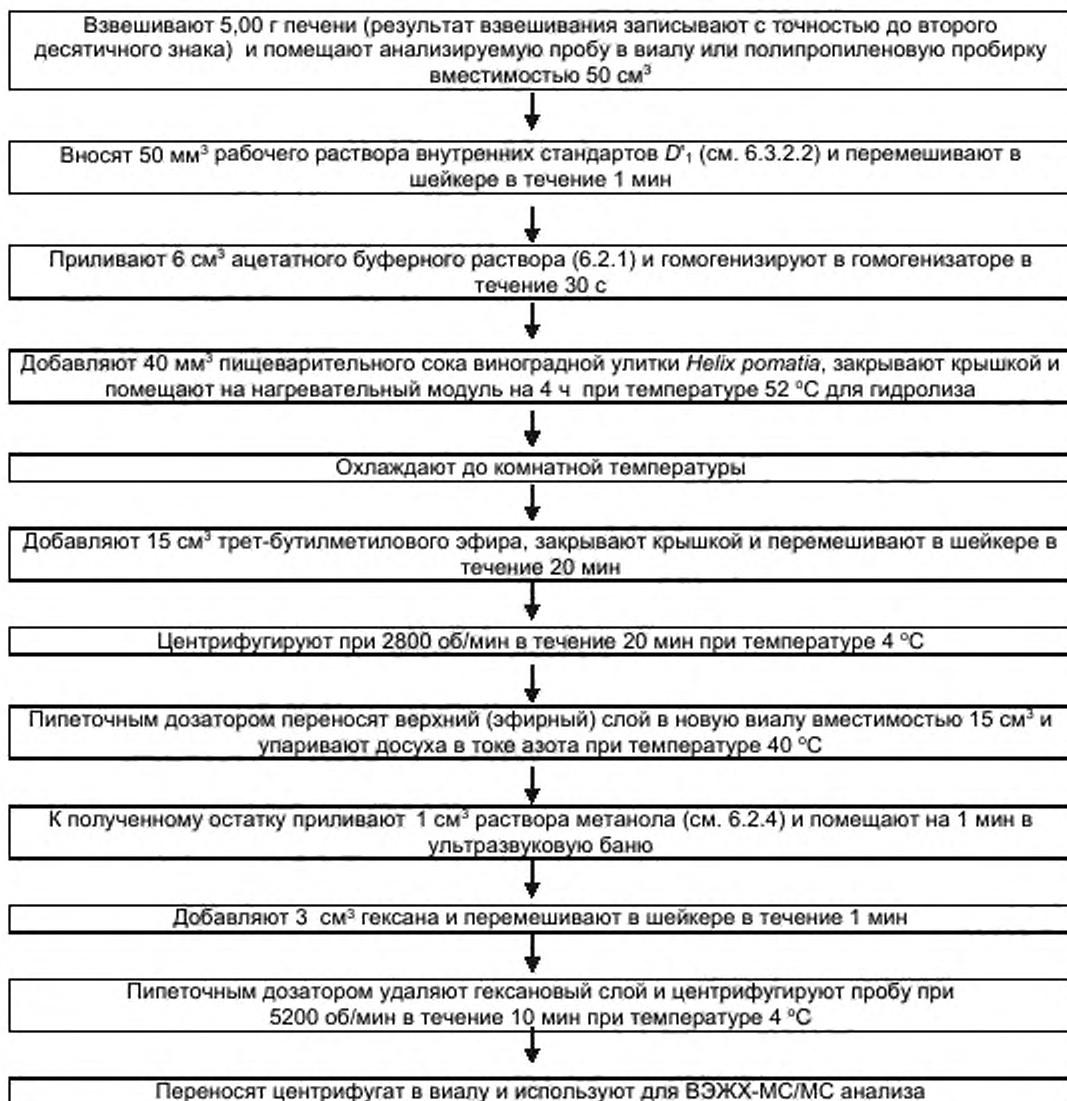 Взвешивают 5,00 г печени (результат взвешивания записывают с точностью до второго
десятичного знака) и помещают анализируемую пробу в виалу или полипропиленовую пробирку
вместимостью 50 см³
Вносят 50 мм³ рабочего раствора внутренних стандартов D'₁ (см. 6.3.2.2) и перемешивают в
шейкере в течение 1 мин
Приливают 6 см³ ацетатного буферного раствора (6.2.1) и гомогенизируют в гомогенизаторе в
течение 30 с
Добавляют 40 мм³ пищеварительного сока виноградной улитки Helix pomatia, закрывают крышкой и
помещают на нагревательный модуль на 4 ч при температуре 52 °С для гидролиза
Охлаждают до комнатной температуры
Добавляют 15 см³ трет-бутилметилового эфира, закрывают крышкой и перемешивают в шейкере в
течение 20 мин
Центрифугируют при 2800 об/мин в течение 20 мин при температуре 4 °С
Пипеточным дозатором переносят верхний (эфирный) слой в новую виалу вместимостью 15 см³ и
упаривают досуха в токе азота при температуре 40 °С
К полученному остатку приливают 1 см³ раствора метанола (см. 6.2.4) и помещают на 1 мин в
ультразвуковую баню
Добавляют 3 см³ гексана и перемешивают в шейкере в течение 1 мин
Пипеточным дозатором удаляют гексановый слой и центрифугируют пробу при
5200 об/мин в течение 10 мин при температуре 4 °С
Переносят центрифугат в виалу и используют для ВЭЖХ-МС/МС анализа